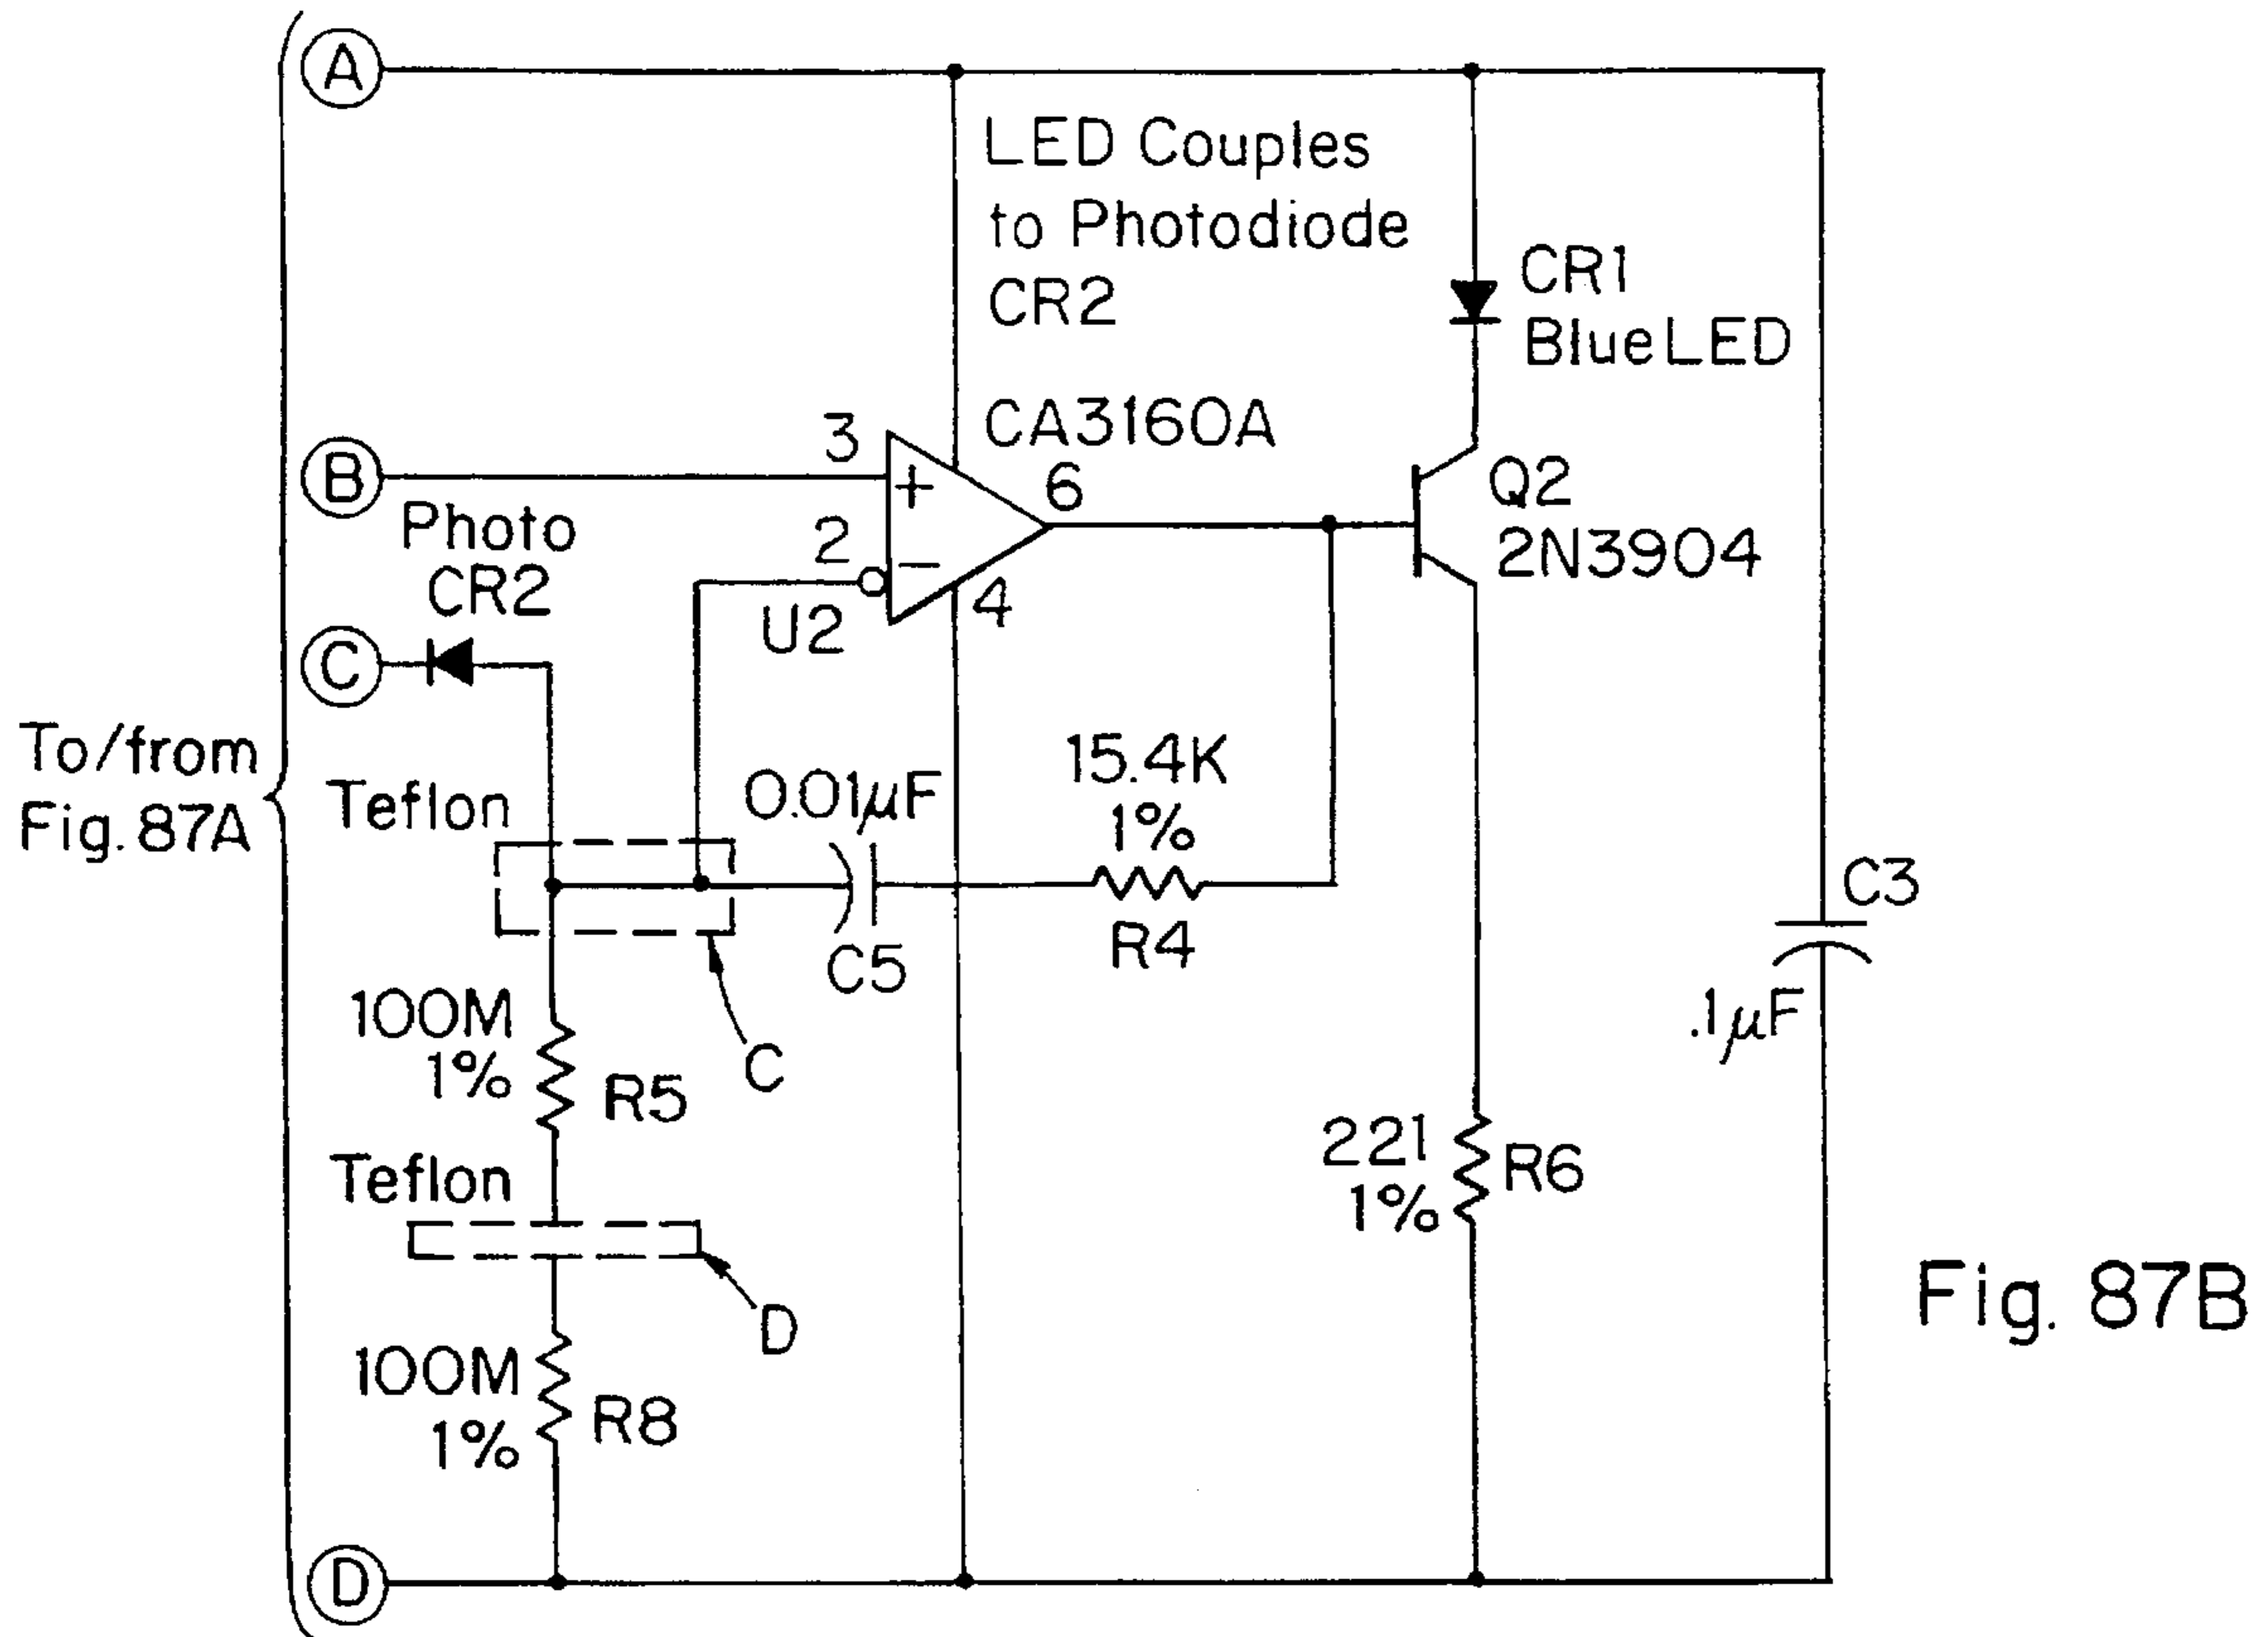 A
LED Couples
to Photodiode
CR2
CR1
Blue LED
CA3160A
3
+
6
B
Q2
2N3904
Photo
CR2
2
−
U2
4
C
To/from
Fig. 87A
Teflon
0.01µF
15.4K
1%
C5
R4
C3
.1µF
100M
1%
R5
C
221
1%
R6
Teflon
D
Fig. 87B
100M
1%
R8
D